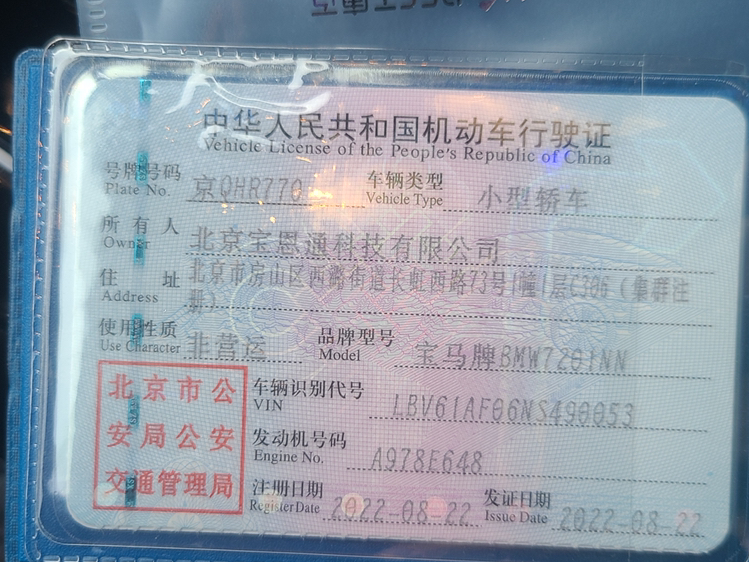 中华人民共和国机动车行驶证
Vehicle License of the People's Republic of China
号牌号码 京QHR770 车辆类型 小型轿车
Plate No. Vehicle Type
所有人 北京宝恩通科技有限公司
Owner
住址 北京市房山区西潞街道长虹西路73号1幢1层C306（集群注
Address 册）
使用性质 非营运 品牌型号 宝马牌BMW7201NN
Use Character Model
北京市公
安局公安
交通管理局
车辆识别代号 LBV61AF06NS490053
VIN
发动机号码 A978E648
Engine No.
注册日期 2022-08-22 发证日期 2022-08-22
Register Date Issue Date